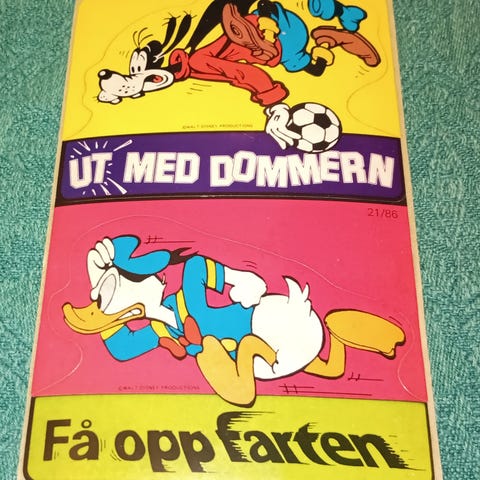 ©WALT DISNEY PRODUCTIONS
UT MED DOMMERN
21/86
©WALT DISNEY PRODUCTIONS
Få opp farten